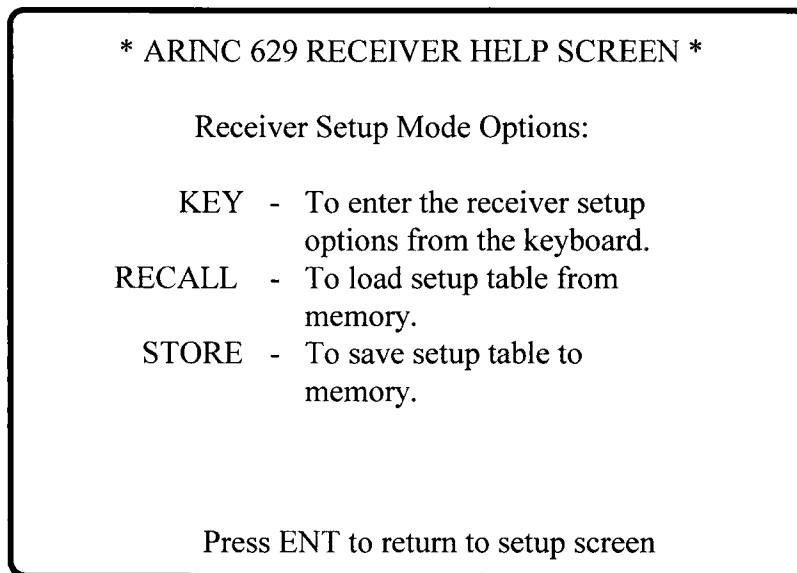 * ARINC 629 RECEIVER HELP SCREEN *
Receiver Setup Mode Options:
KEY - To enter the receiver setup
options from the keyboard.
RECALL - To load setup table from
memory.
STORE - To save setup table to
memory.
Press ENT to return to setup screen